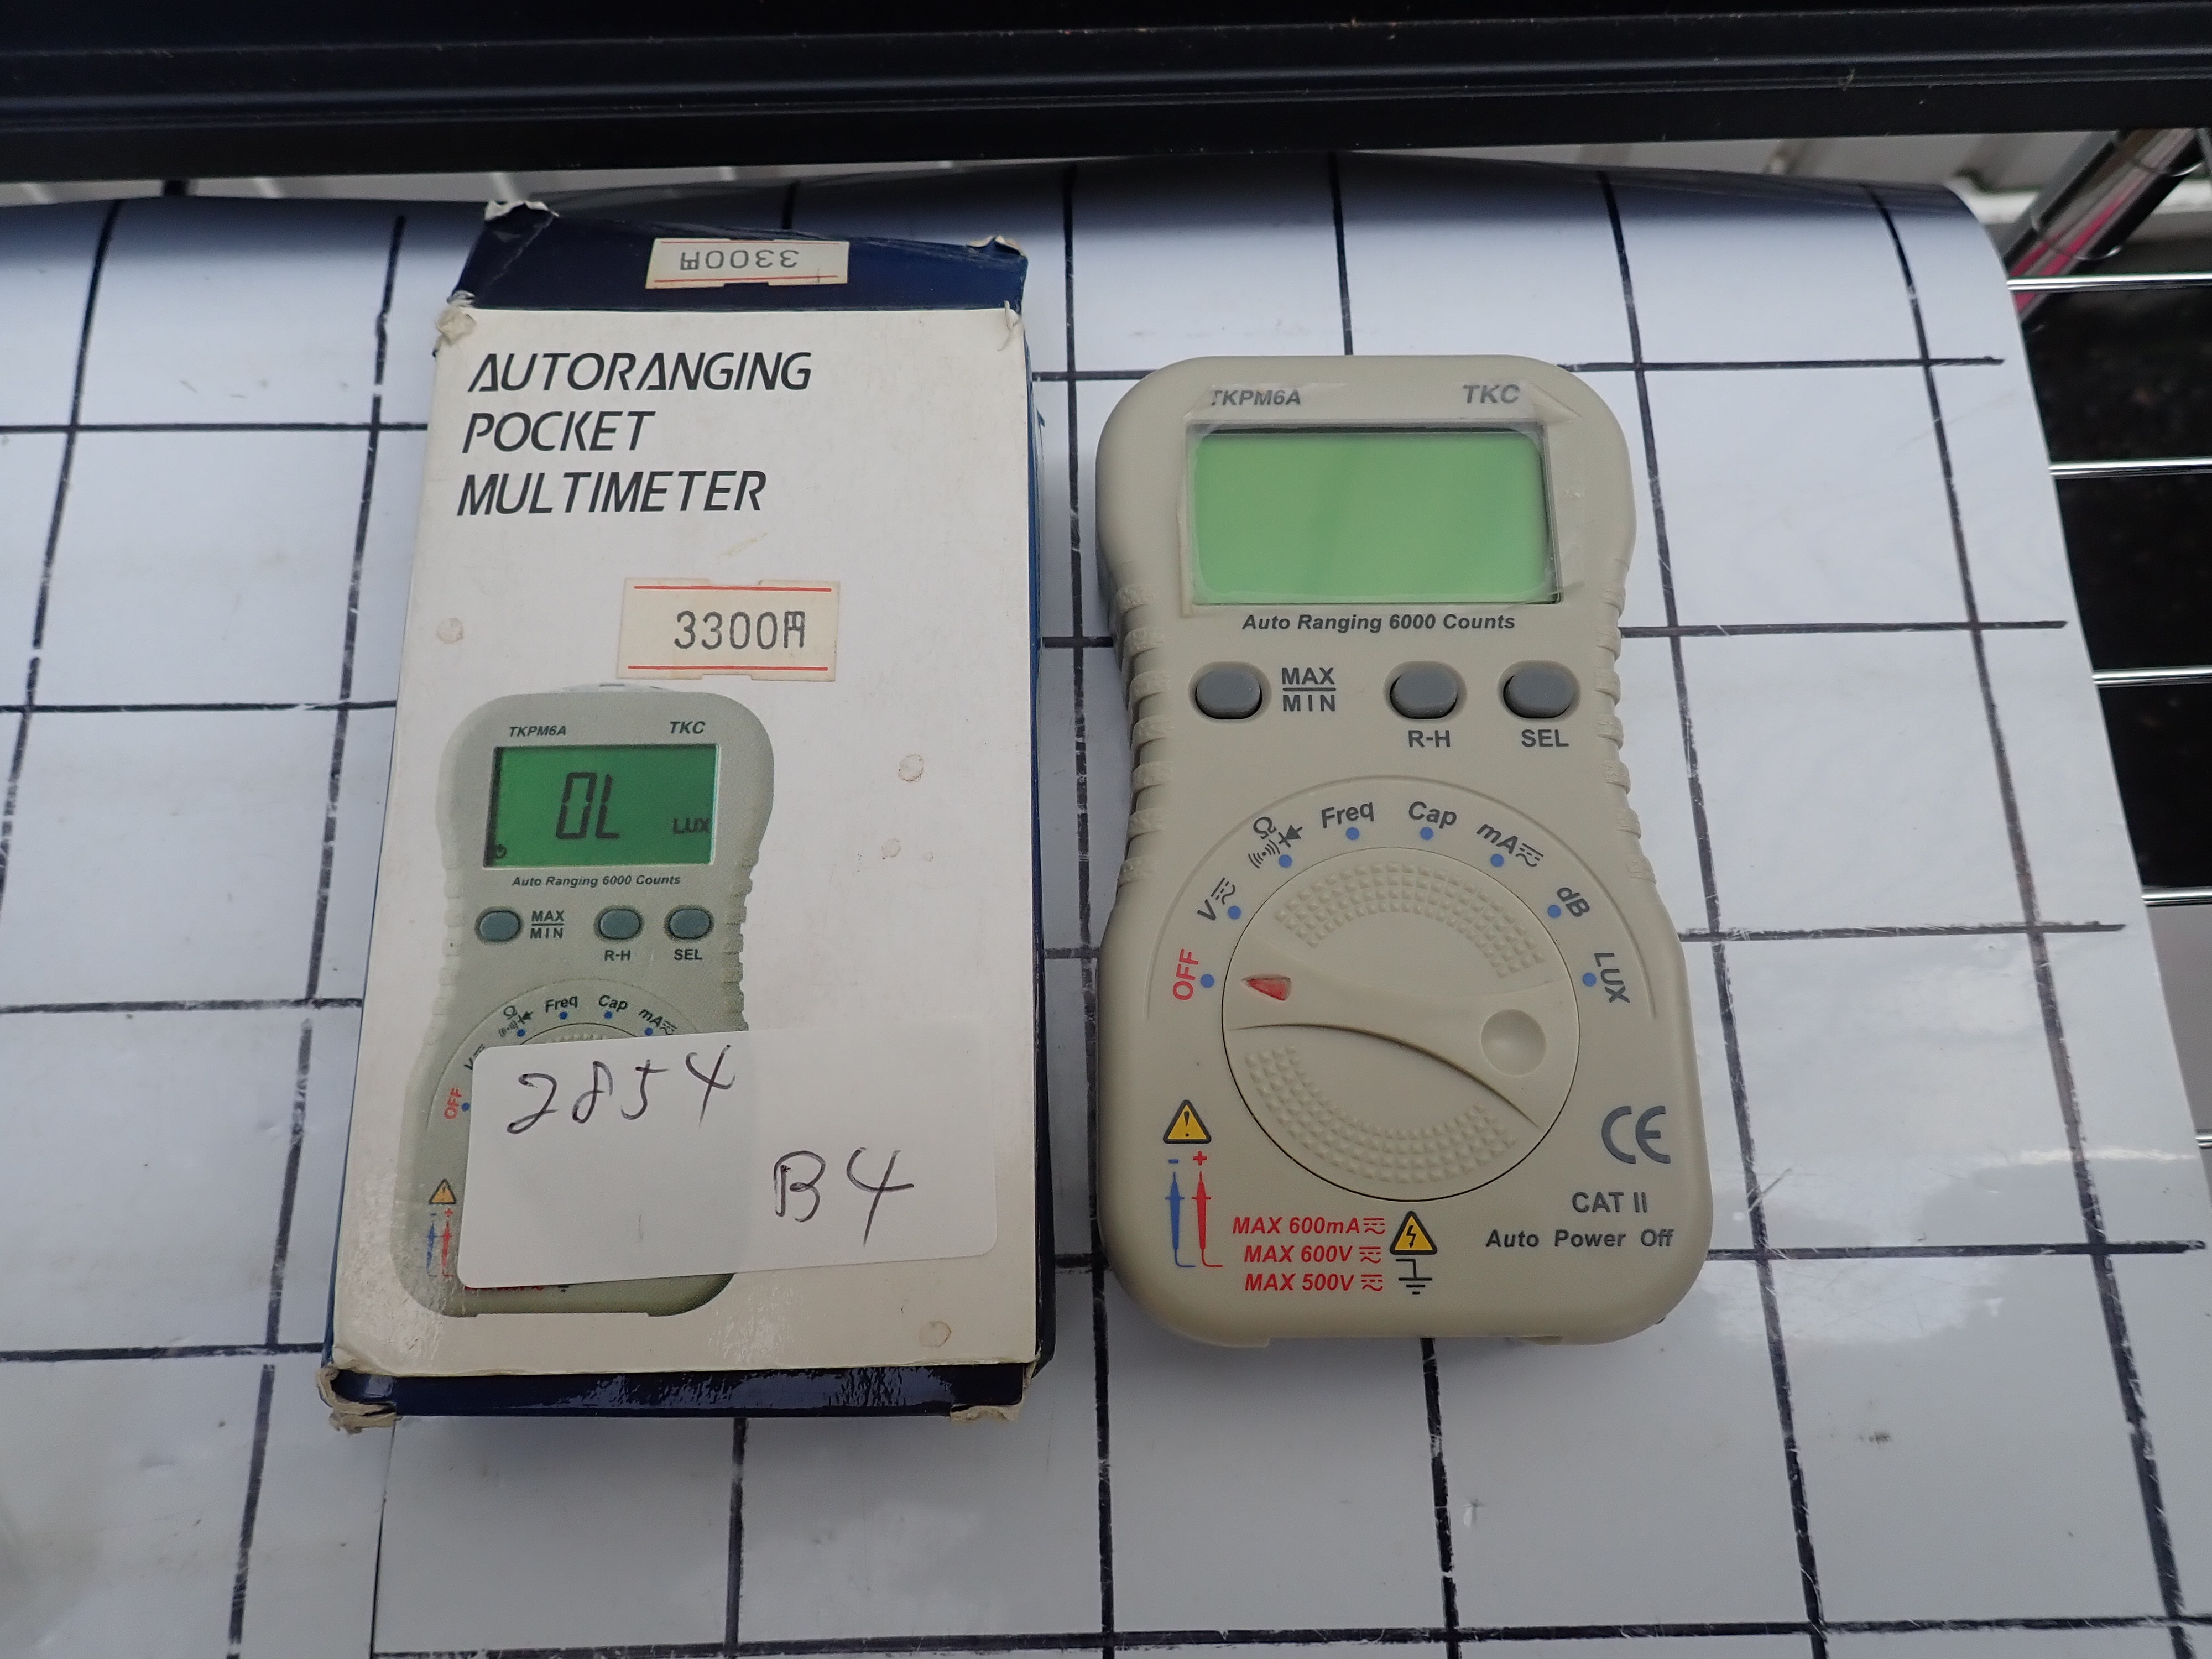 3300円
AUTORANGING
POCKET
MULTIMETER
3300円
TKPM6A TKC
OL LUX
Auto Ranging 6000 Counts
MAX
MIN
R-H SEL
OFF Ω Freq Cap mA
2854
B4
- +
TKPM6A TKC
Auto Ranging 6000 Counts
MAX
MIN
R-H SEL
OFF V Ω Freq Cap mA dB LUX
- +
CE
CAT II
Auto Power Off
MAX 600mA
MAX 600V
MAX 500V